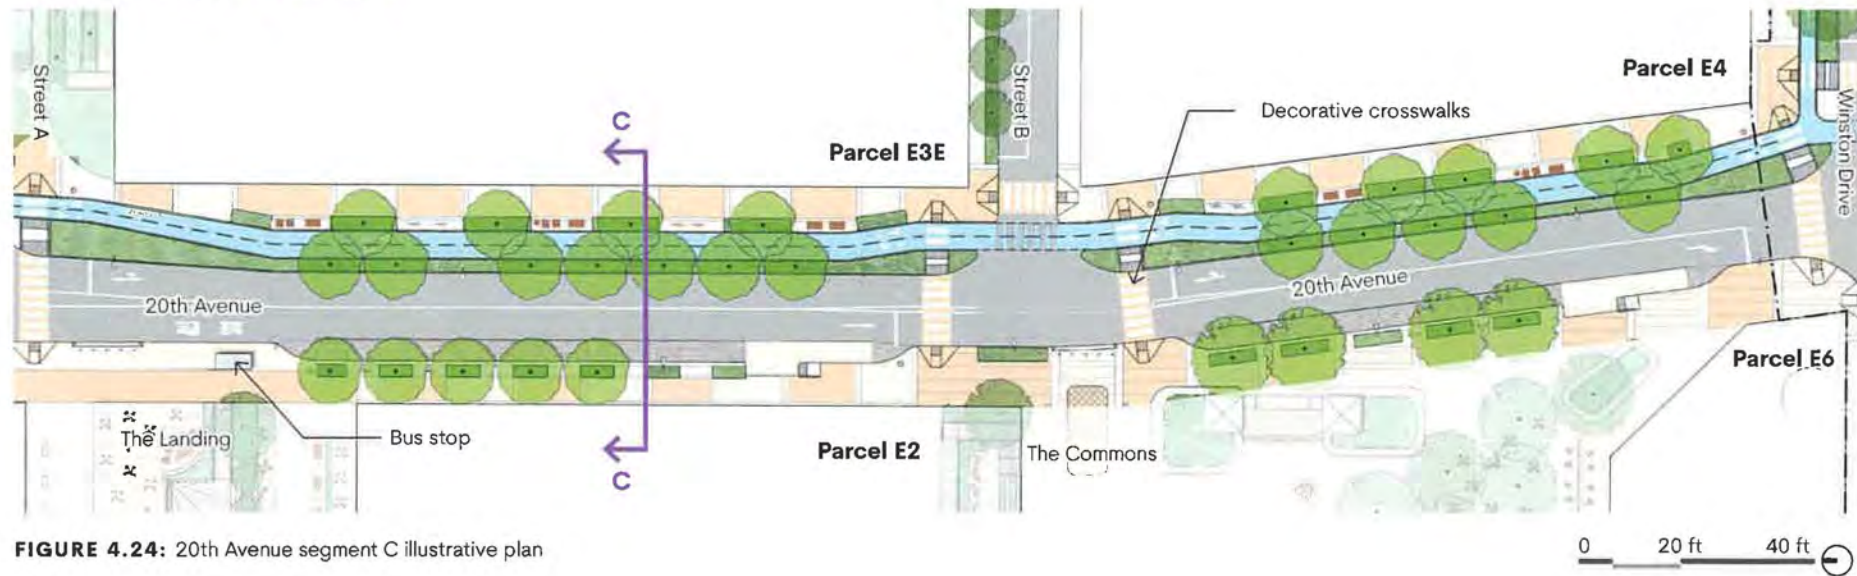 Street A
Street B
Parcel E4
Winston Drive
C
Decorative crosswalks
Parcel E3E
20th Avenue
20th Avenue
Parcel E6
The Landing
Bus stop
C
Parcel E2
The Commons
FIGURE 4.24: 20th Avenue segment C illustrative plan
0 20 ft 40 ft